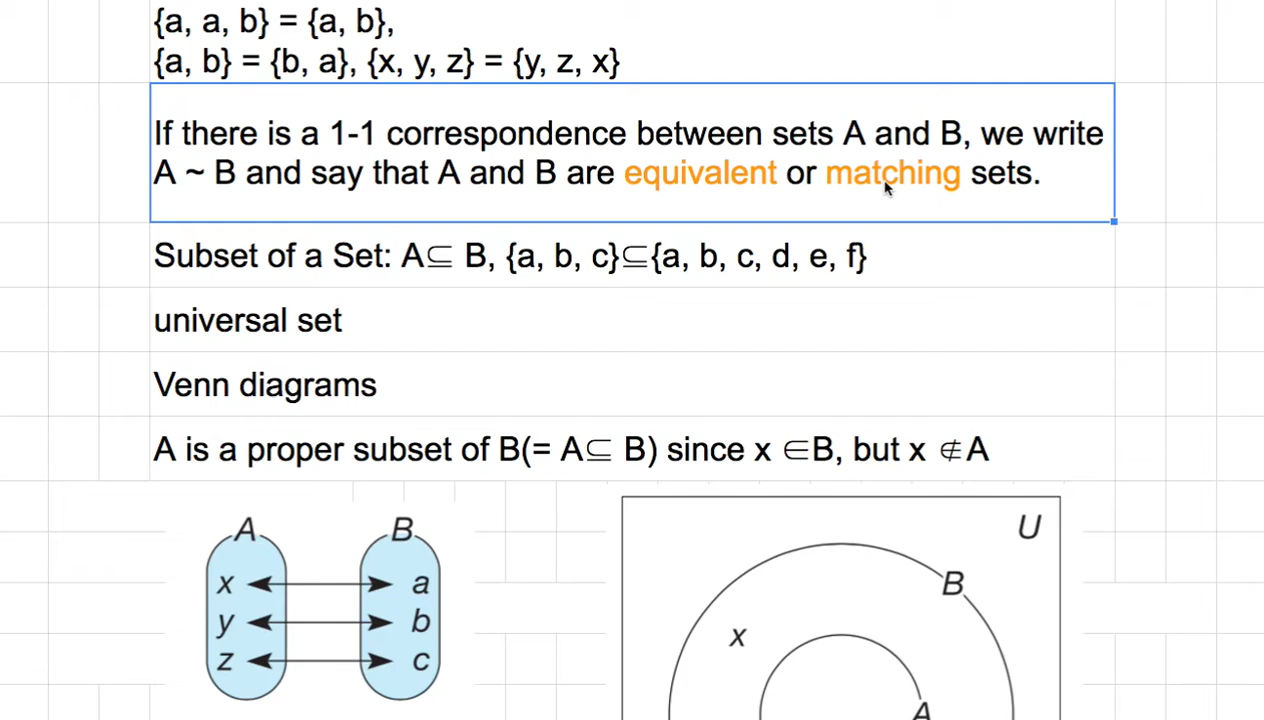 {a, a, b} = {a, b},
{a, b} = {b, a}, {x, y, z} = {y, z, x}
If there is a 1-1 correspondence between sets A and B, we write
A ~ B and say that A and B are equivalent or matching sets.
Subset of a Set: A⊆ B, {a, b, c}⊆{a, b, c, d, e, f}
universal set
Venn diagrams
A is a proper subset of B(= A⊆ B) since x ∈B, but x ∉A
A B
x a
y b
z c
U
B
x
A